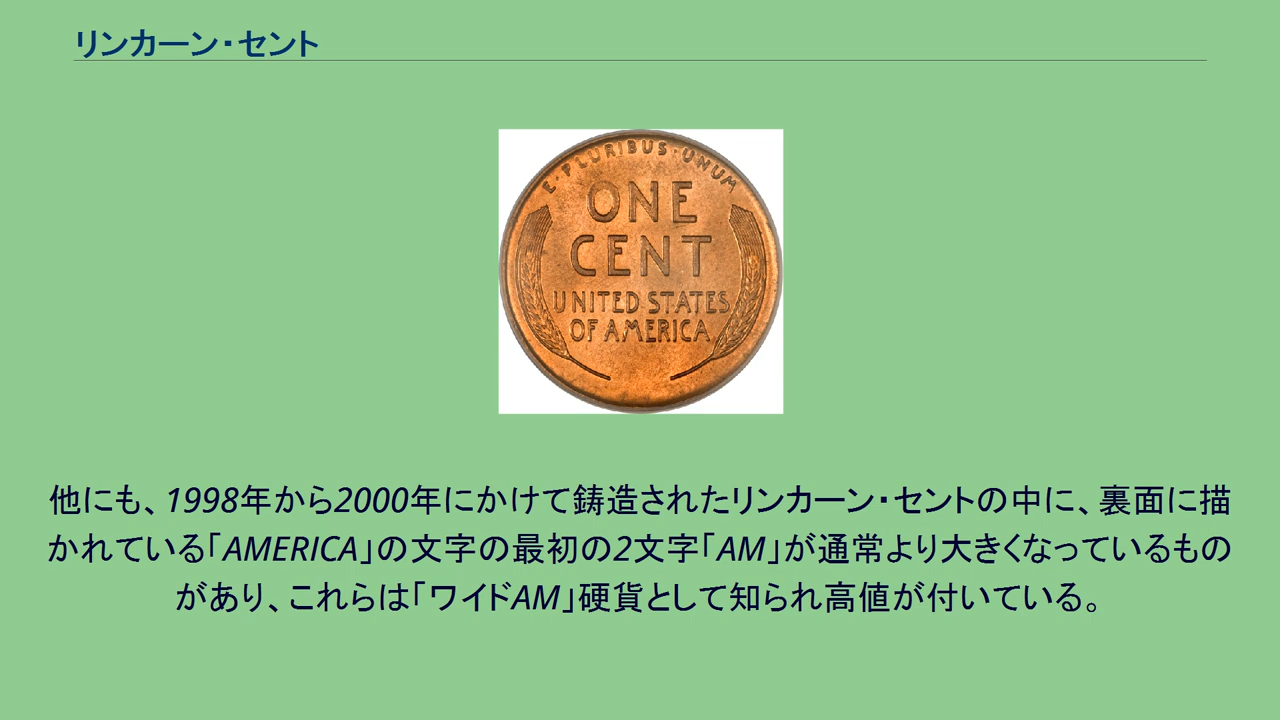 リンカーン・セント
E·PLURIBUS·UNUM
ONE
CENT
UNITED STATES
OF AMERICA
他にも、1998年から2000年にかけて鋳造されたリンカーン・セントの中に、裏面に描
かれている「AMERICA」の文字の最初の2文字「AM」が通常より大きくなっているもの
があり、これらは「ワイドAM」硬貨として知られ高値が付いている。